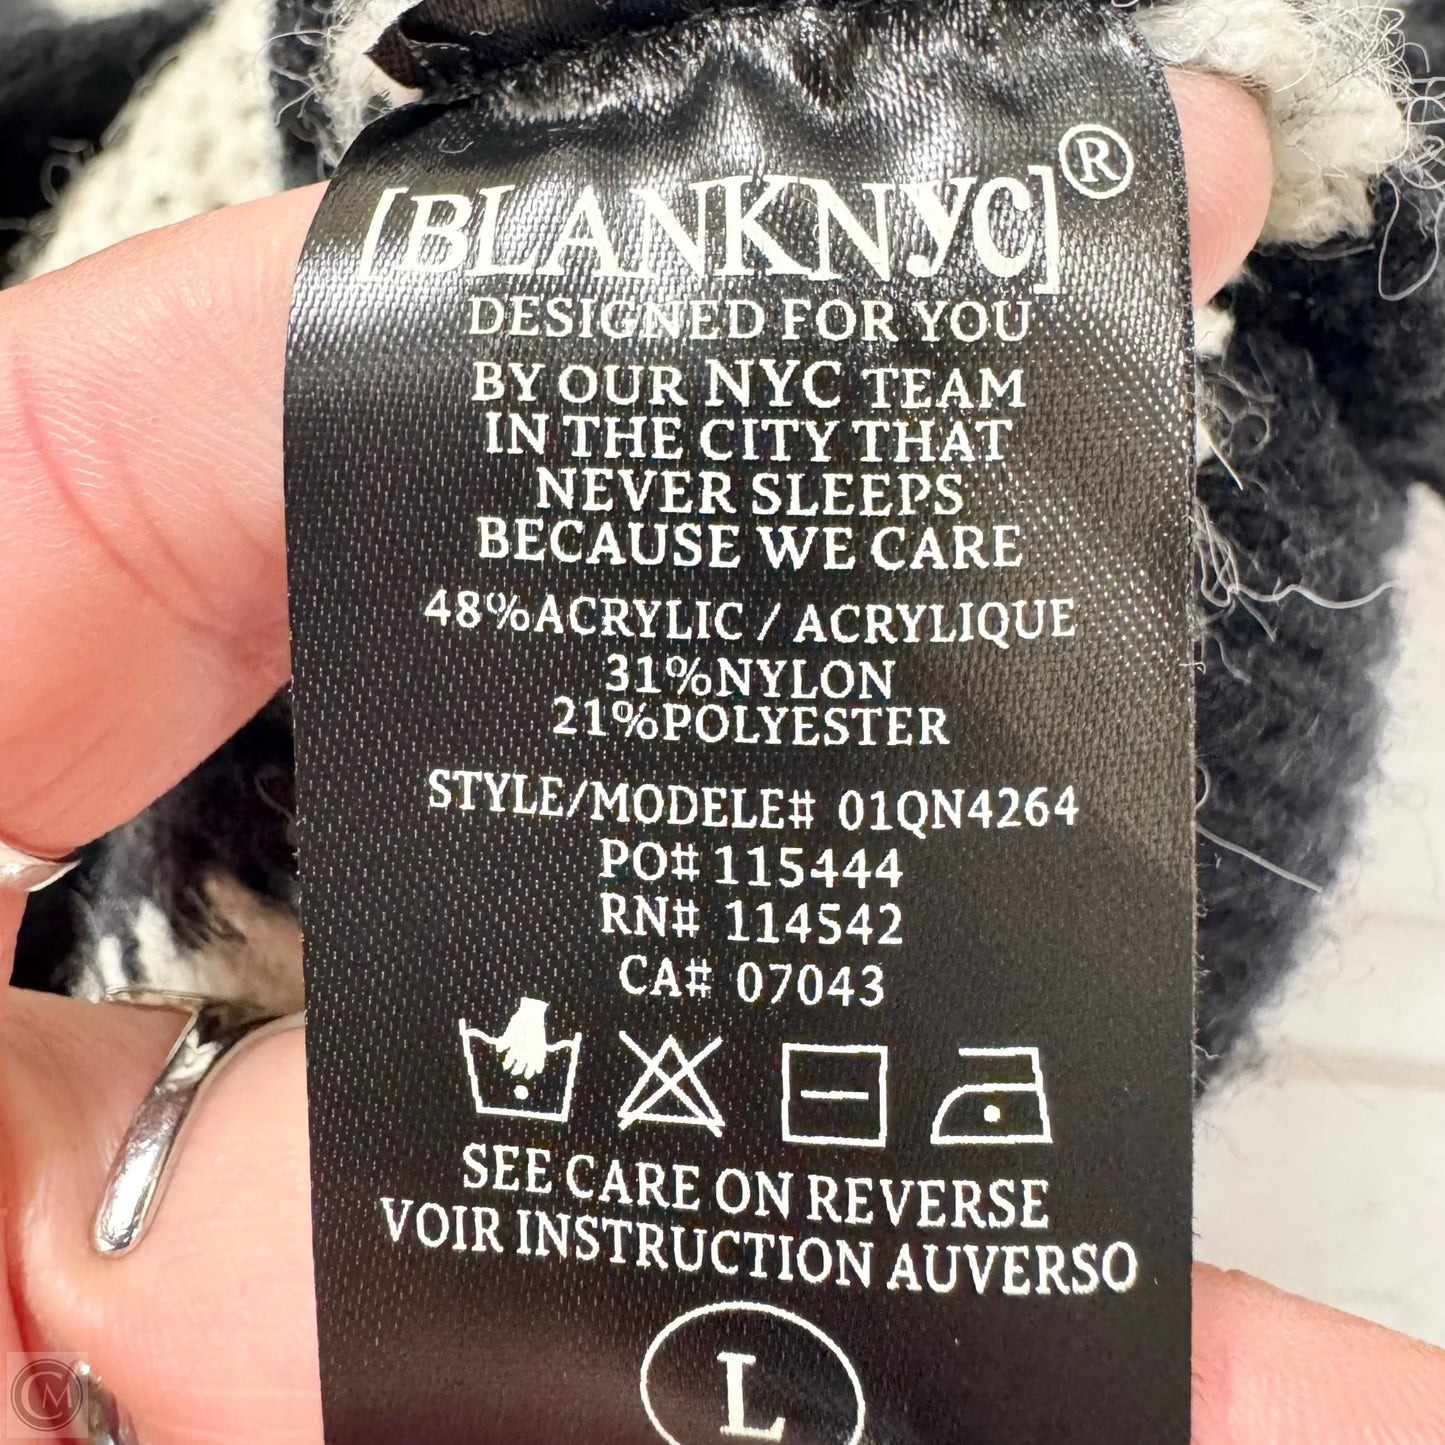 [BLANKNYC]®
DESIGNED FOR YOU
BY OUR NYC TEAM
IN THE CITY THAT
NEVER SLEEPS
BECAUSE WE CARE
48%ACRYLIC / ACRYLIQUE
31%NYLON
21%POLYESTER
STYLE/MODELE# 01QN4264
PO# 115444
RN# 114542
CA# 07043
SEE CARE ON REVERSE
VOIR INSTRUCTION AUVERSO
L
CM